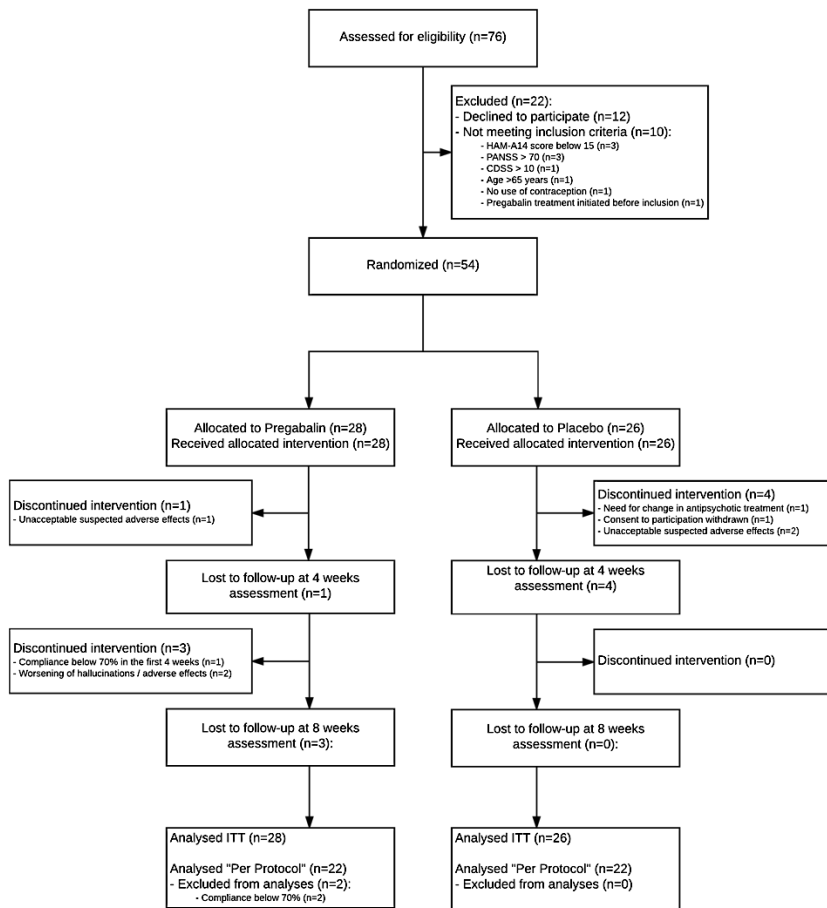 Assessed for eligibility (n=76)
Excluded (n=22):
- Declined to participate (n=12)
- Not meeting inclusion criteria (n=10):
- HAM-A14 score below 15 (n=3)
- PANSS > 70 (n=3)
- CDSS > 10 (n=1)
- Age >65 years (n=1)
- No use of contraception (n=1)
- Pregabalin treatment initiated before inclusion (n=1)
Randomized (n=54)
Allocated to Pregabalin (n=28)
Received allocated intervention (n=28)
Allocated to Placebo (n=26)
Received allocated intervention (n=26)
Discontinued intervention (n=1)
- Unacceptable suspected adverse effects (n=1)
Discontinued intervention (n=4)
- Need for change in antipsychotic treatment (n=1)
- Consent to participation withdrawn (n=1)
- Unacceptable suspected adverse effects (n=2)
Lost to follow-up at 4 weeks
assessment (n=1)
Lost to follow-up at 4 weeks
assessment (n=4)
Discontinued intervention (n=3)
- Compliance below 70% in the first 4 weeks (n=1)
- Worsening of hallucinations / adverse effects (n=2)
Discontinued intervention (n=0)
Lost to follow-up at 8 weeks
assessment (n=3):
Lost to follow-up at 8 weeks
assessment (n=0):
Analysed ITT (n=28)
Analysed "Per Protocol" (n=22)
- Excluded from analyses (n=2):
- Compliance below 70% (n=2)
Analysed ITT (n=26)
Analysed "Per Protocol" (n=22)
- Excluded from analyses (n=0)